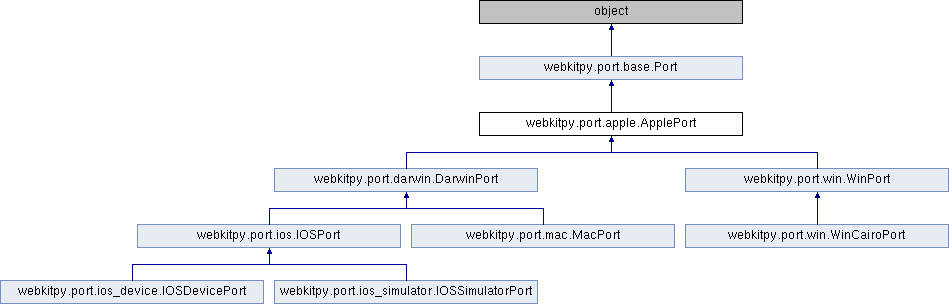 object
webkitpy.port.base.Port
webkitpy.port.apple.ApplePort
webkitpy.port.darwin.DarwinPort
webkitpy.port.win.WinPort
webkitpy.port.ios.IOSPort
webkitpy.port.mac.MacPort
webkitpy.port.win.WinCairoPort
webkitpy.port.ios_device.IOSDevicePort
webkitpy.port.ios_simulator.IOSSimulatorPort